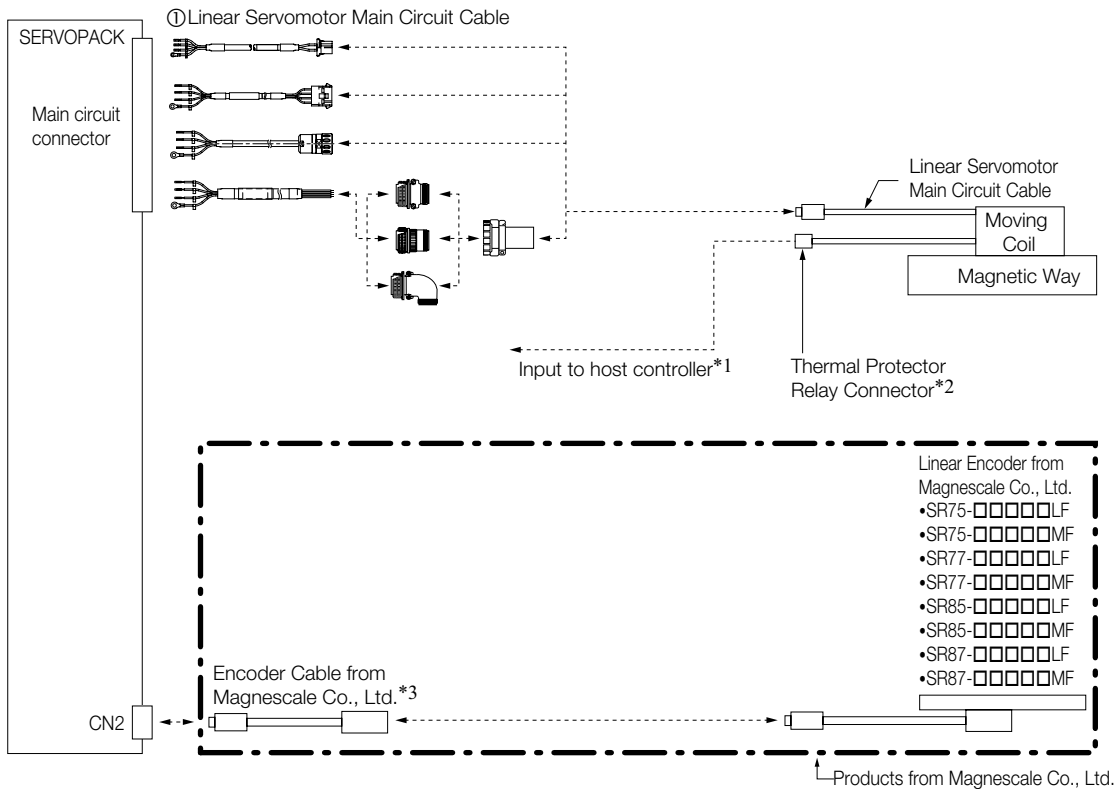 ①Linear Servomotor Main Circuit Cable
SERVOPACK
Main circuit
connector
Linear Servomotor
Main Circuit Cable
Moving
Coil
Magnetic Way
Input to host controller*1
Thermal Protector
Relay Connector*2
Linear Encoder from
Magnescale Co., Ltd.
•SR75-□□□□□LF
•SR75-□□□□□MF
•SR77-□□□□□LF
•SR77-□□□□□MF
•SR85-□□□□□LF
•SR85-□□□□□MF
•SR87-□□□□□LF
•SR87-□□□□□MF
Encoder Cable from
Magnescale Co., Ltd.*3
CN2
Products from Magnescale Co., Ltd.